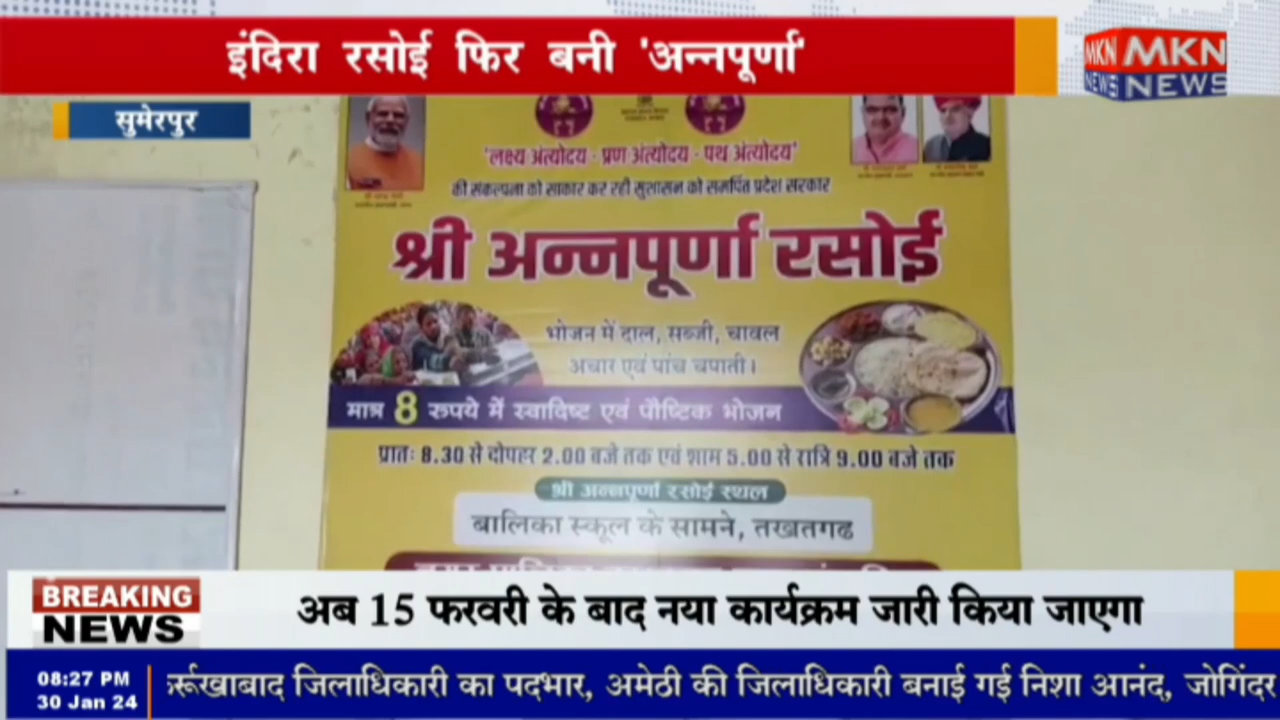 इंदिरा रसोई फिर बनी 'अन्नपूर्णा'
MKN NEWS
MKN NEWS
सुमेरपुर
'लक्ष्य अंत्योदय - प्रण अंत्योदय - पथ अंत्योदय'
की संकल्पना को साकार कर रही सुशासन को समर्पित प्रदेश सरकार
श्री अन्नपूर्णा रसोई
भोजन में दाल, सब्जी, चावल
अचार एवं पांच चपाती।
मात्र 8 रुपये में स्वादिष्ट एवं पौष्टिक भोजन
प्रातः 8.30 से दोपहर 2.00 बजे तक एवं शाम 5.00 से रात्रि 9.00 बजे तक
श्री अन्नपूर्णा रसोई स्थल
बालिका स्कूल के सामने, तखतगढ
BREAKING NEWS
अब 15 फरवरी के बाद नया कार्यक्रम जारी किया जाएगा
08:27 PM
30 Jan 24
र्रूखाबाद जिलाधिकारी का पदभार, अमेठी की जिलाधिकारी बनाई गई निशा आनंद, जोगिंदर